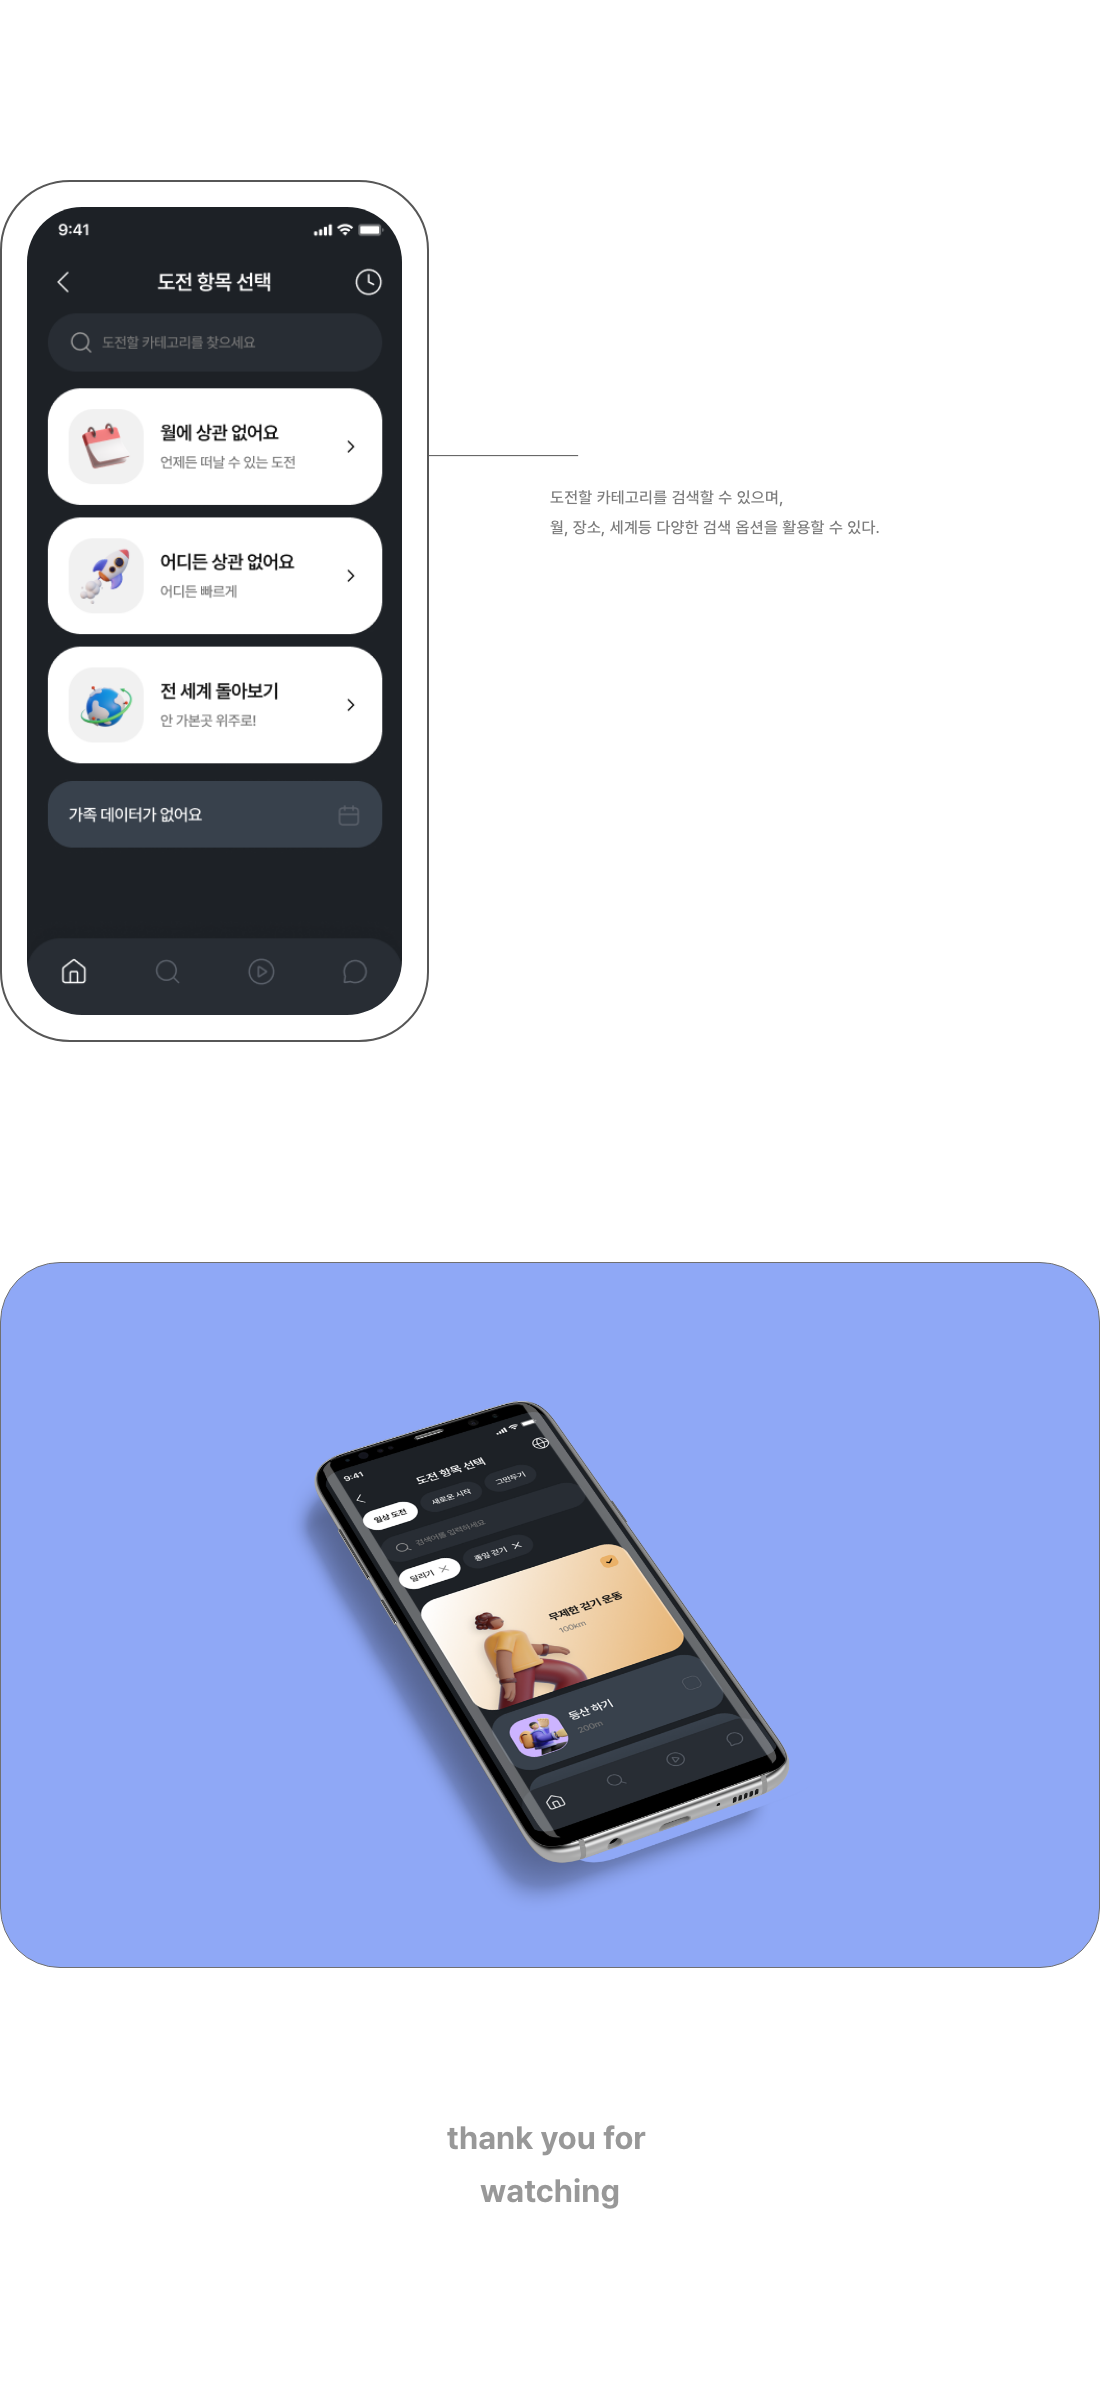 9:41
도전 항목 선택
도전할 카테고리를 찾으세요
월에 상관 없어요
언제든 떠날 수 있는 도전
어디든 상관 없어요
어디든 빠르게
전 세계 돌아보기
안 가본곳 위주로!
가족 데이터가 없어요
도전할 카테고리를 검색할 수 있으며,
월, 장소, 세계등 다양한 검색 옵션을 활용할 수 있다.
9:41
도전 항목 선택
일상 도전 새로운 시작 그만두기
검색어를 입력하세요
달리기 종일 걷기
무제한 걷기 운동
100km
등산 하기
200m
thank you for
watching